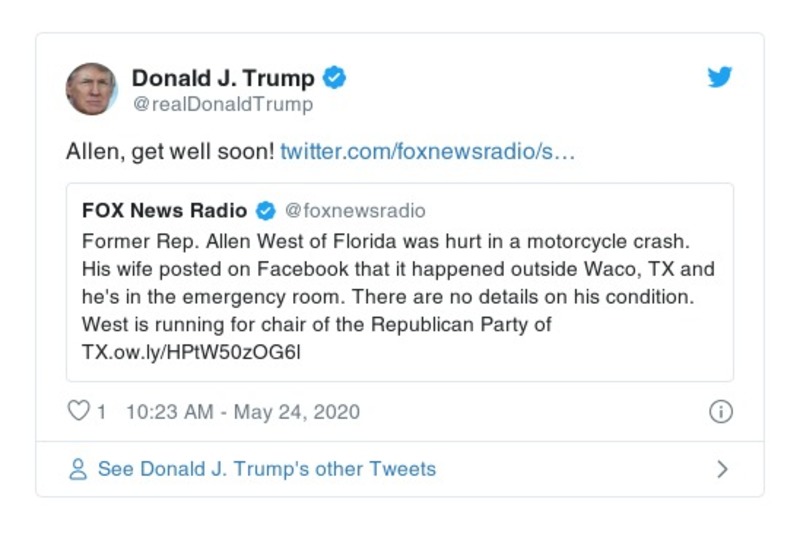 Donald J. Trump
@realDonaldTrump
Allen, get well soon! twitter.com/foxnewsradio/s…
FOX News Radio @foxnewsradio
Former Rep. Allen West of Florida was hurt in a motorcycle crash.
His wife posted on Facebook that it happened outside Waco, TX and
he's in the emergency room. There are no details on his condition.
West is running for chair of the Republican Party of
TX.ow.ly/HPtW50zOG6l
1 10:23 AM - May 24, 2020
See Donald J. Trump's other Tweets